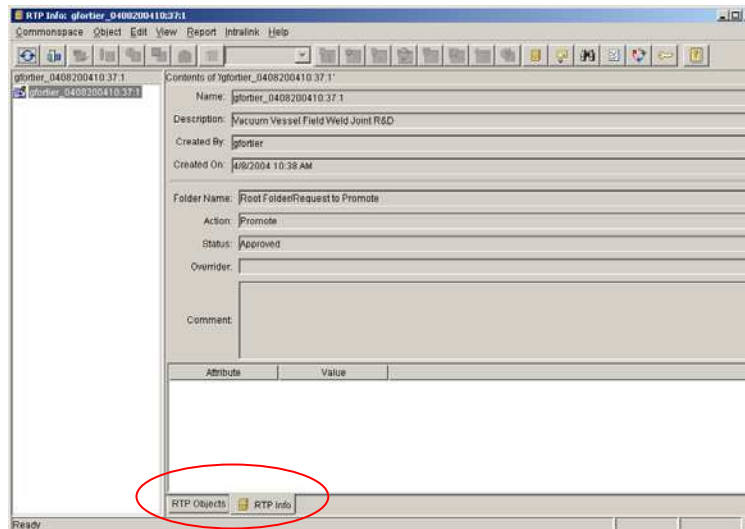 RTP Info: gfortier_0408200410:37:1
Commonspace Object Edit View Report Intralink Help
gfortier_0408200410:37:1
gfortier_0408200410:37:1
Contents of 'gfortier_0408200410:37:1'
Name: gfortier_0408200410:37:1
Description: Vacuum Vessel Field Weld Joint R&D
Created By: gfortier
Created On: 4/8/2004 10:38 AM
Folder Name: Root Folder/Request to Promote
Action: Promote
Status: Approved
Overrider:
Comment:
Attribute Value
RTP Objects RTP Info
Ready